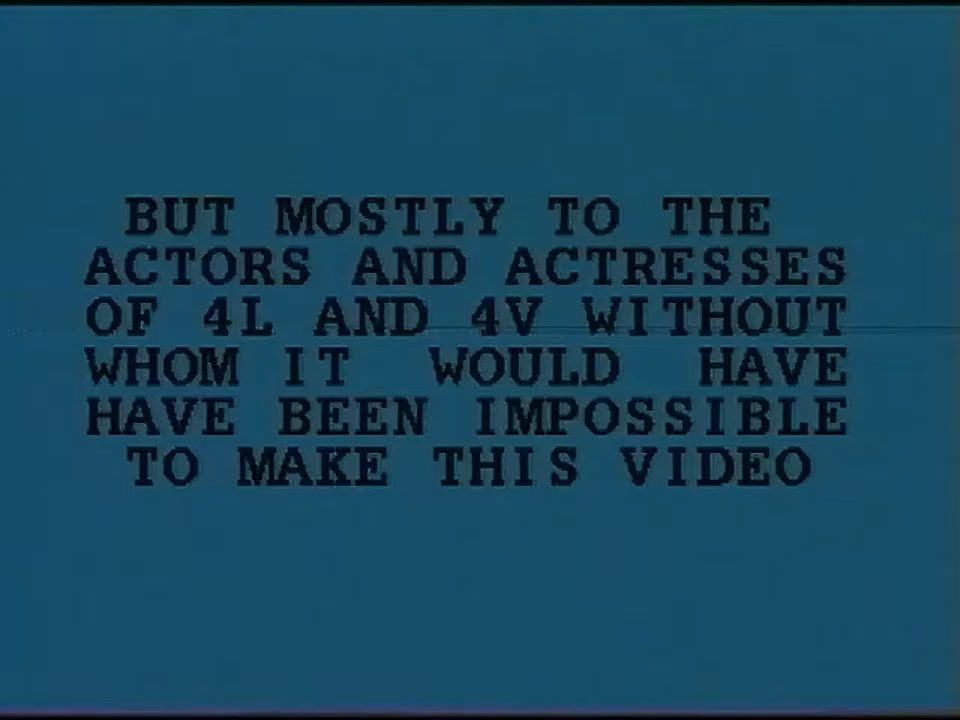 BUT MOSTLY TO THE
ACTORS AND ACTRESSES
OF 4L AND 4V WITHOUT
WHOM IT WOULD HAVE
HAVE BEEN IMPOSSIBLE
TO MAKE THIS VIDEO